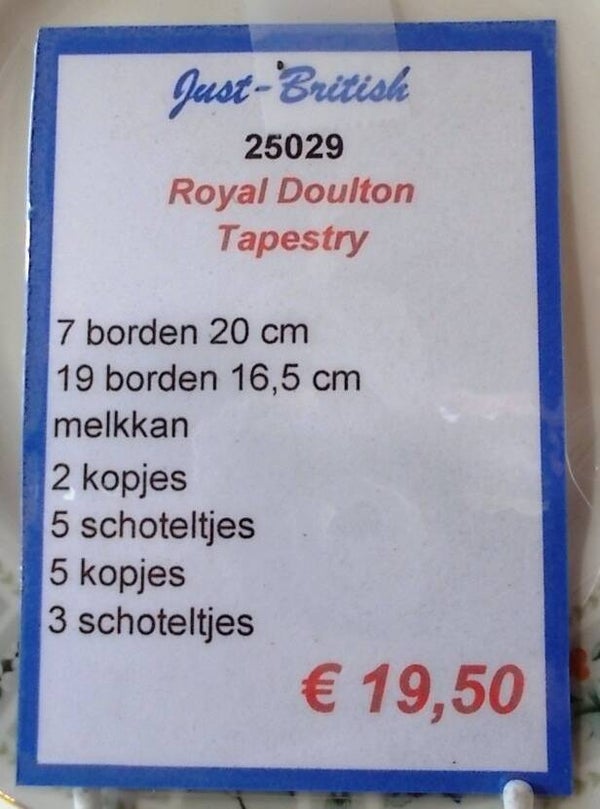 Just-British
25029
Royal Doulton
Tapestry
7 borden 20 cm
19 borden 16,5 cm
melkkan
2 kopjes
5 schoteltjes
5 kopjes
3 schoteltjes
€ 19,50